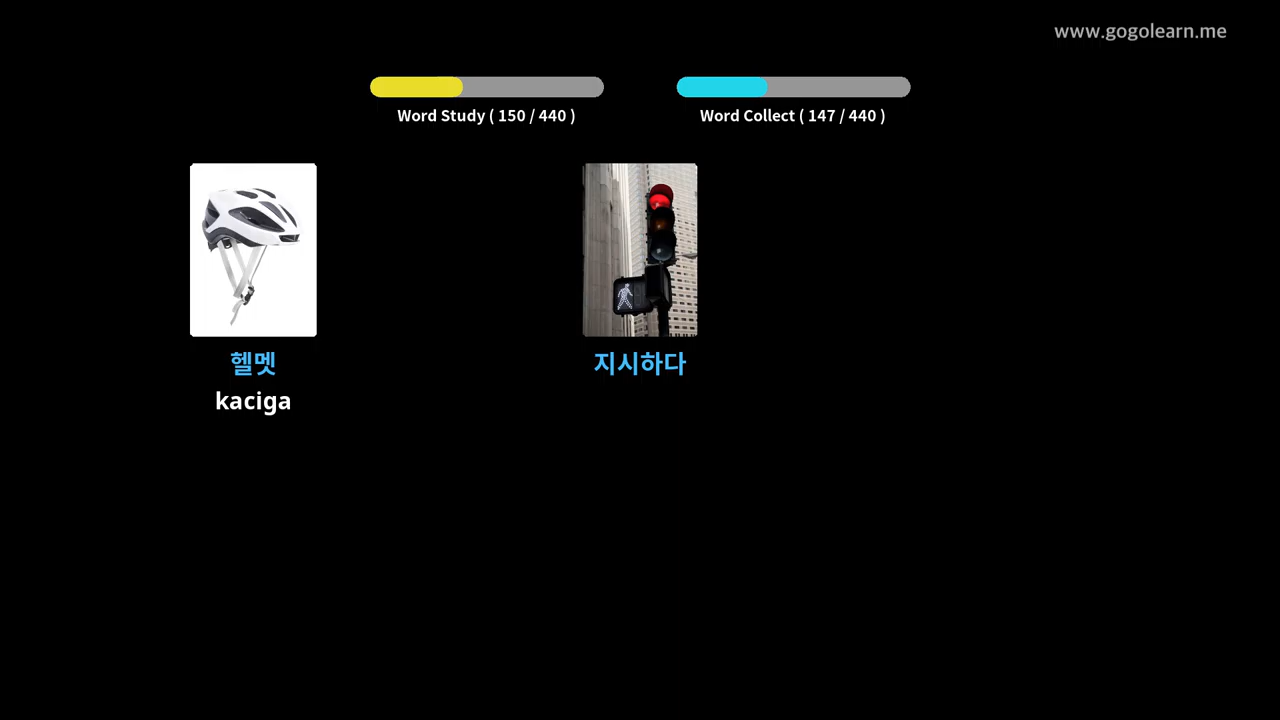 www.gogolearn.me
Word Study ( 150 / 440 )
Word Collect ( 147 / 440 )
헬멧
kaciga
지시하다